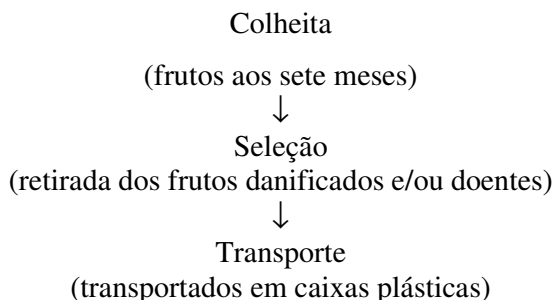 Colheita
(frutos aos sete meses)
↓
Seleção
(retirada dos frutos danificados e/ou doentes)
↓
Transporte
(transportados em caixas plásticas)